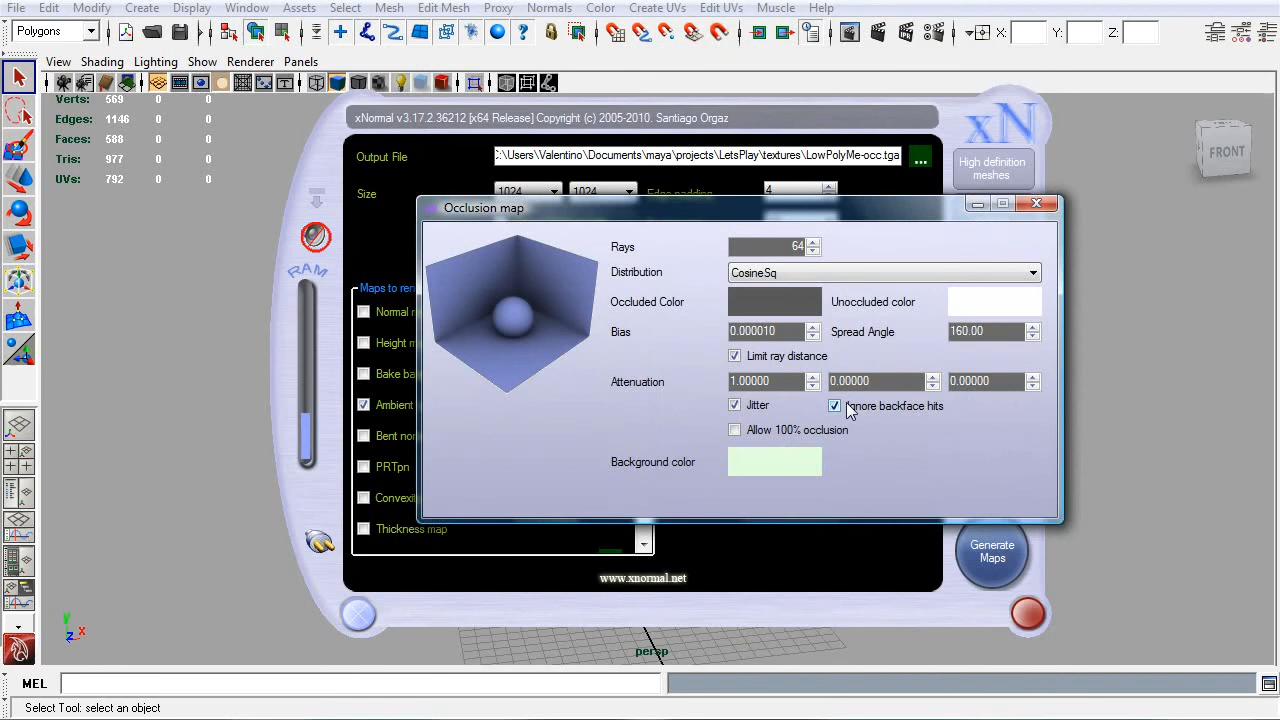 File Edit Modify Create Display Window Assets Select Mesh Edit Mesh Proxy Normals Color Create UVs Edit UVs Muscle Help
Polygons X: Y: Z:
View Shading Lighting Show Renderer Panels
Verts: 569 0 0
Edges: 1146 0 0
Faces: 588 0 0
Tris: 977 0 0
UVs: 792 0 0
xNormal v3.17.2.36212 [x64 Release] Copyright (c) 2005-2010. Santiago Orgaz
xN
High definition
meshes
FRONT
Output File :\Users\Valentino\Documents\maya\projects\LetsPlay\textures\LowPolyMe-occ.tga ...
Size 1024 1024 Edge padding 4
RAM
Maps to ren
Normal
Height m
Bake ba
Ambient
Bent nor
PRTpn
Convexi
Thickness map
Occlusion map
Rays 64
Distribution CosineSq
Occluded Color Unoccluded color
Bias 0.000010 Spread Angle 160.00
Limit ray distance
Attenuation 1.00000 0.00000 0.00000
Jitter Ignore backface hits
Allow 100% occlusion
Background color
Generate
Maps
www.xnormal.net
y
z x
persp
MEL
Select Tool: select an object